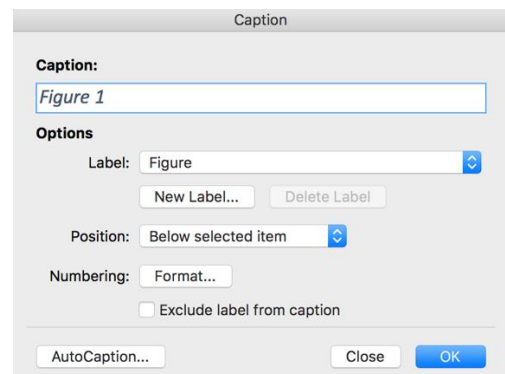 Caption
Caption:
Figure 1
Options
Label: Figure
New Label... Delete Label
Position: Below selected item
Numbering: Format...
Exclude label from caption
AutoCaption... Close OK